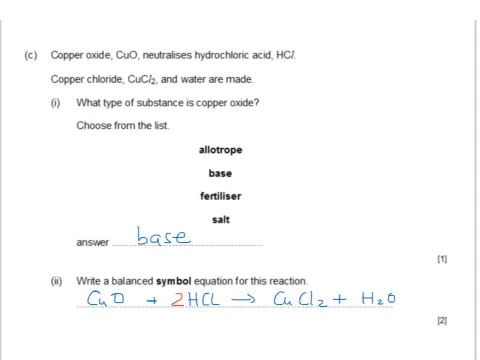 (c) Copper oxide, CuO, neutralises hydrochloric acid, HCl.
Copper chloride, CuCl₂, and water are made.
(i) What type of substance is copper oxide?
Choose from the list.
allotrope
base
fertiliser
salt
answer base
[1]
(ii) Write a balanced symbol equation for this reaction.
CuO + 2HCL → CuCl₂ + H₂O
[2]